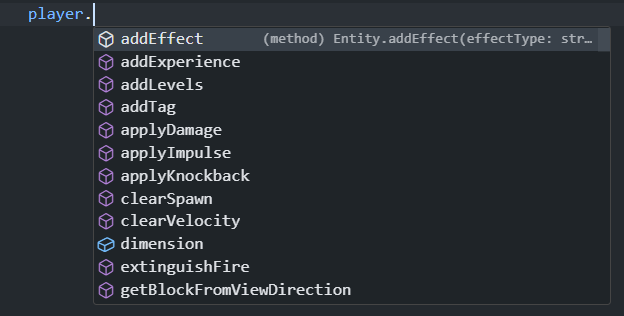 player.
addEffect (method) Entity.addEffect(effectType: str…
addExperience
addLevels
addTag
applyDamage
applyImpulse
applyKnockback
clearSpawn
clearVelocity
dimension
extinguishFire
getBlockFromViewDirection